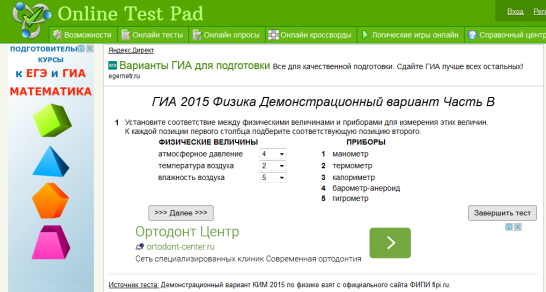 Online Test Pad
Вход
Возможности Онлайн тесты Онлайн опросы Онлайн кроссворды Логические игры онлайн Справочный центр
ПОДГОТОВИТЕЛЬ
КУРСЫ
к ЕГЭ и ГИА
МАТЕМАТИКА
Яндекс.Директ
Варианты ГИА для подготовки Все для качественной подготовки. Сдайте ГИА лучше всех остальных!
egemetr.ru
ГИА 2015 Физика Демонстрационный вариант Часть В
1 Установите соответствие между физическими величинами и приборами для измерения этих величин.
К каждой позиции первого столбца подберите соответствующую позицию второго.
ФИЗИЧЕСКИЕ ВЕЛИЧИНЫ ПРИБОРЫ
атмосферное давление 4 1 манометр
температура воздуха 2 2 термометр
влажность воздуха 5 3 калориметр
4 барометр-анероид
5 гигрометр
>>> Далее >>> Завершить тест
Ортодонт Центр
ortodont-center.ru
Сеть специализированных клиник Современная ортодонтия
Источник теста: Демонстрационный вариант КИМ 2015 по физике взят с официального сайта ФИПИ fipi.ru.